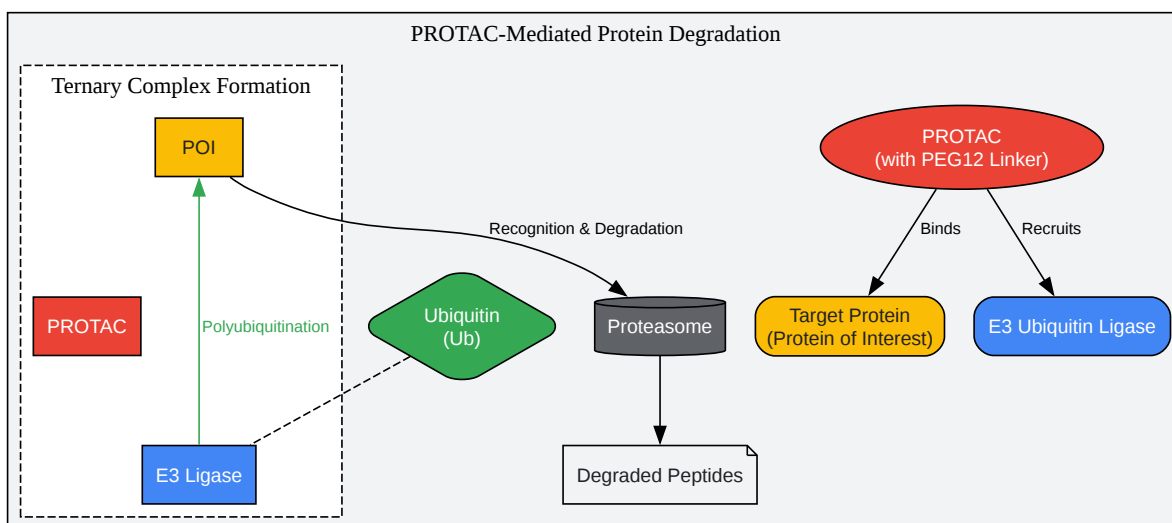 PROTAC-Mediated Protein Degradation
Ternary Complex Formation
POI
PROTAC
(with PEG12 Linker)
Recognition & Degradation
Binds
Recruits
PROTAC
Polyubiquitination
Ubiquitin
(Ub)
Proteasome
Target Protein
(Protein of Interest)
E3 Ubiquitin Ligase
E3 Ligase
Degraded Peptides